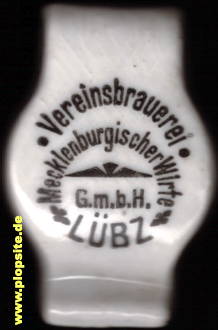 • Vereinsbrauerei •
Mecklenburgischer Wirte
G.m.b.H.
LÜBZ
www.plopsite.de